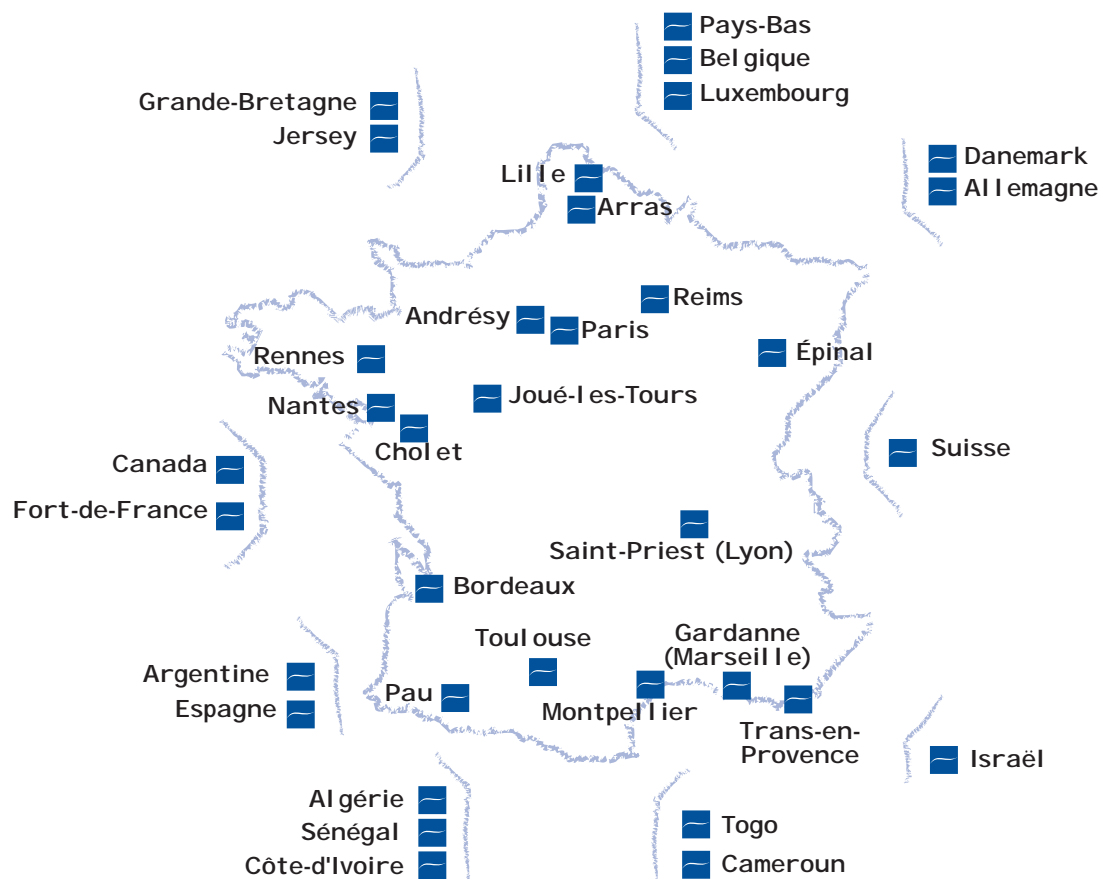 Pays-Bas
Belgique
Luxembourg
Grande-Bretagne
Jersey
Danemark
Allemagne
Lille
Arras
Reims
Andrésy
Paris
Épinal
Rennes
Joué-les-Tours
Nantes
Cholet
Suisse
Canada
Fort-de-France
Saint-Priest (Lyon)
Bordeaux
Toulouse
Gardanne
(Marseille)
Argentine
Espagne
Pau
Montpellier
Trans-en-
Provence
Israël
Algérie
Sénégal
Côte-d'Ivoire
Togo
Cameroun